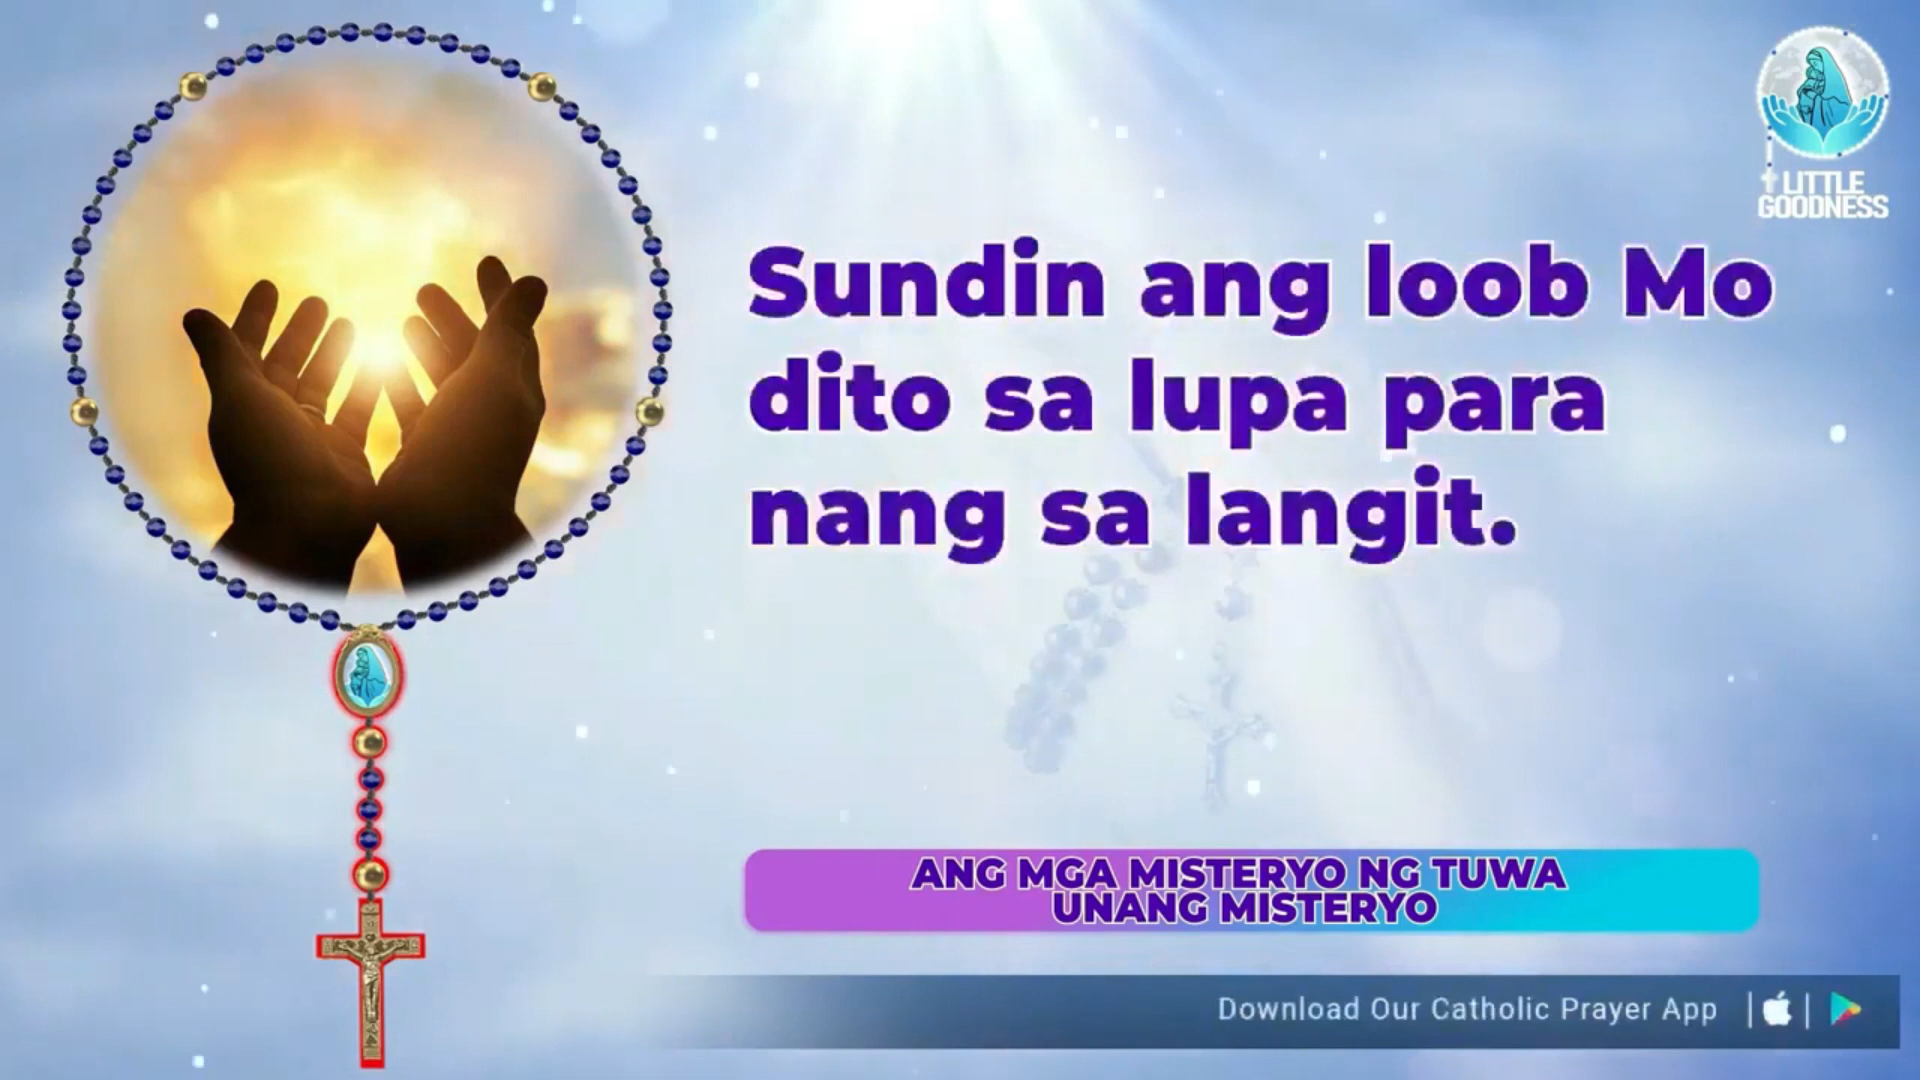 LITTLE
GOODNESS
Sundin ang loob Mo
dito sa lupa para
nang sa langit.
ANG MGA MISTERYO NG TUWA
UNANG MISTERYO
Download Our Catholic Prayer App